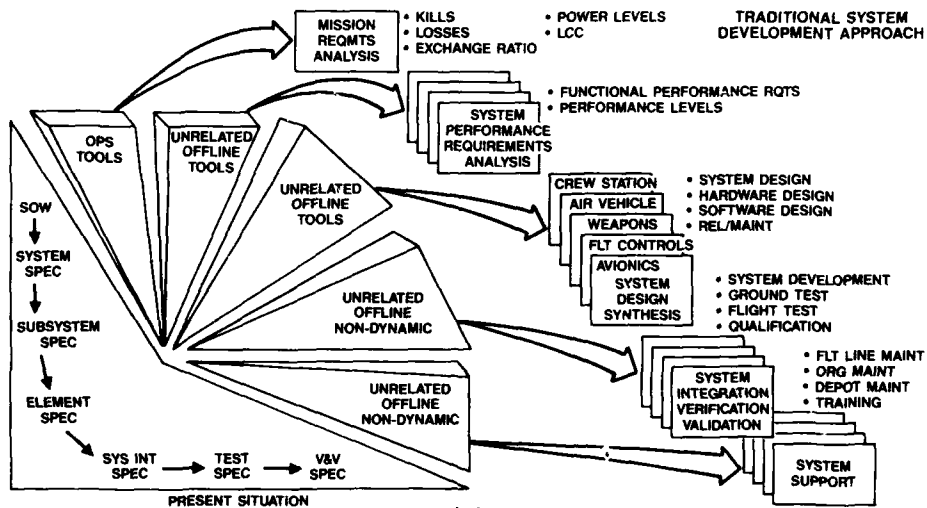 TRADITIONAL SYSTEM
DEVELOPMENT APPROACH
MISSION
REQMTS
ANALYSIS
• KILLS
• LOSSES
• EXCHANGE RATIO
• POWER LEVELS
• LCC
SYSTEM
PERFORMANCE
REQUIREMENTS
ANALYSIS
• FUNCTIONAL PERFORMANCE RQTS
• PERFORMANCE LEVELS
OPS
TOOLS
UNRELATED
OFFLINE
TOOLS
UNRELATED
OFFLINE
TOOLS
CREW STATION
AIR VEHICLE
WEAPONS
FLT CONTROLS
AVIONICS
SYSTEM
DESIGN
SYNTHESIS
• SYSTEM DESIGN
• HARDWARE DESIGN
• SOFTWARE DESIGN
• REL/MAINT
UNRELATED
OFFLINE
NON-DYNAMIC
• SYSTEM DEVELOPMENT
• GROUND TEST
• FLIGHT TEST
• QUALIFICATION
SYSTEM
INTEGRATION
VERIFICATION
VALIDATION
• FLT LINE MAINT
• ORG MAINT
• DEPOT MAINT
• TRAINING
UNRELATED
OFFLINE
NON-DYNAMIC
SYSTEM
SUPPORT
SOW
SYSTEM
SPEC
SUBSYSTEM
SPEC
ELEMENT
SPEC
SYS INT
SPEC
TEST
SPEC
V&V
SPEC
PRESENT SITUATION